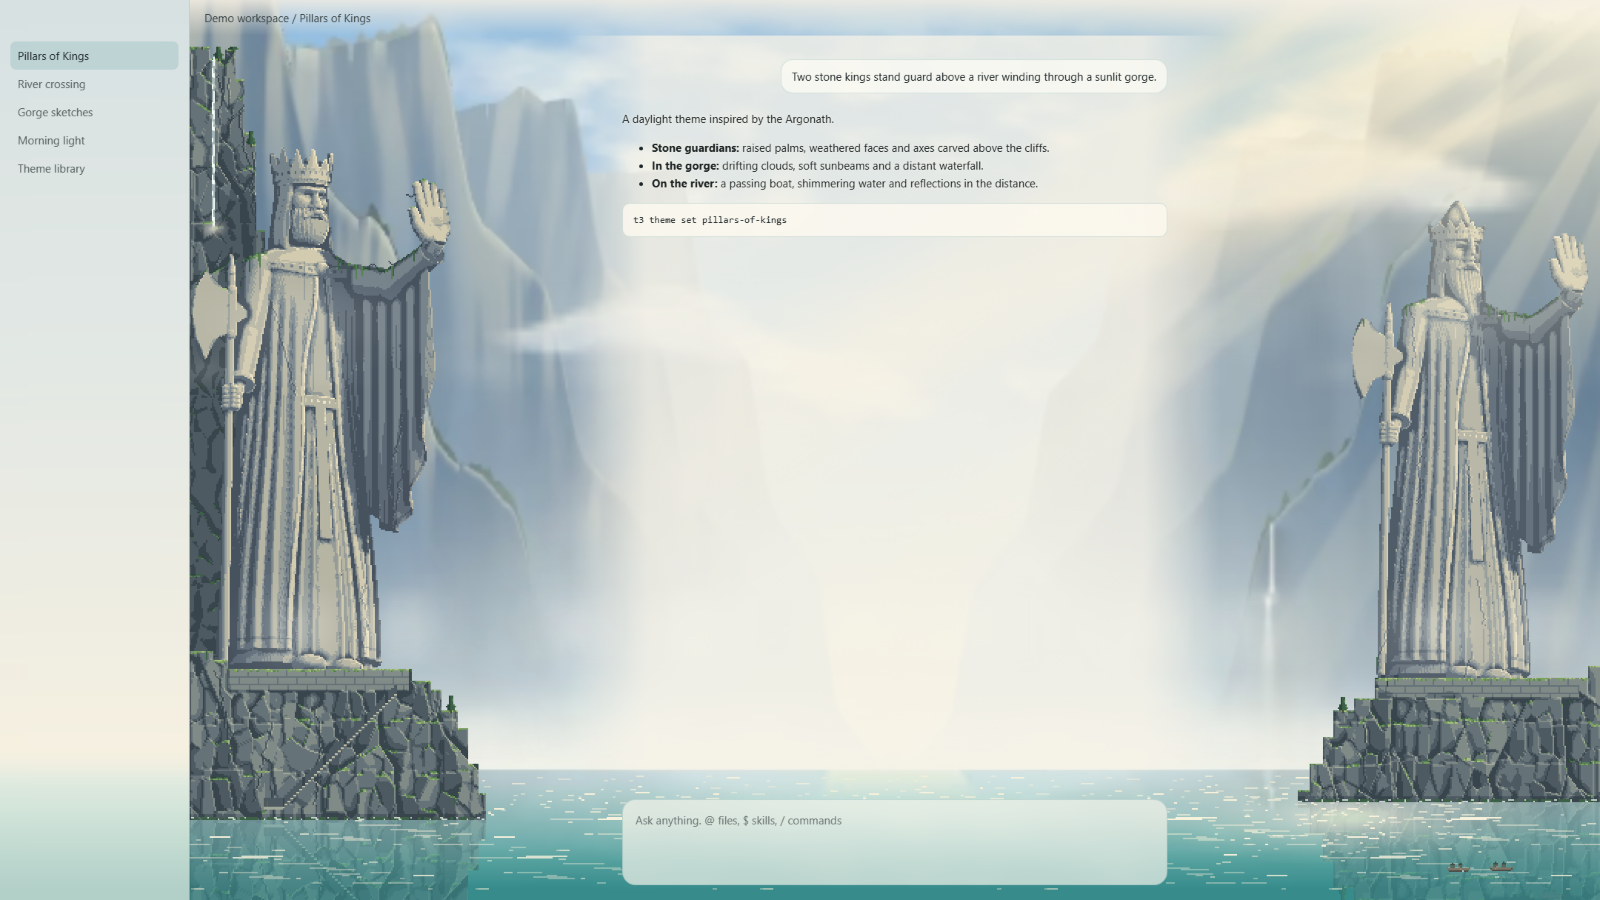 Demo workspace / Pillars of Kings
Pillars of Kings
River crossing
Gorge sketches
Morning light
Theme library
Two stone kings stand guard above a river winding through a sunlit gorge.
A daylight theme inspired by the Argonath.
• Stone guardians: raised palms, weathered faces and axes carved above the cliffs.
• In the gorge: drifting clouds, soft sunbeams and a distant waterfall.
• On the river: a passing boat, shimmering water and reflections in the distance.
t3 theme set pillars-of-kings
Ask anything. @ files, $ skills, / commands